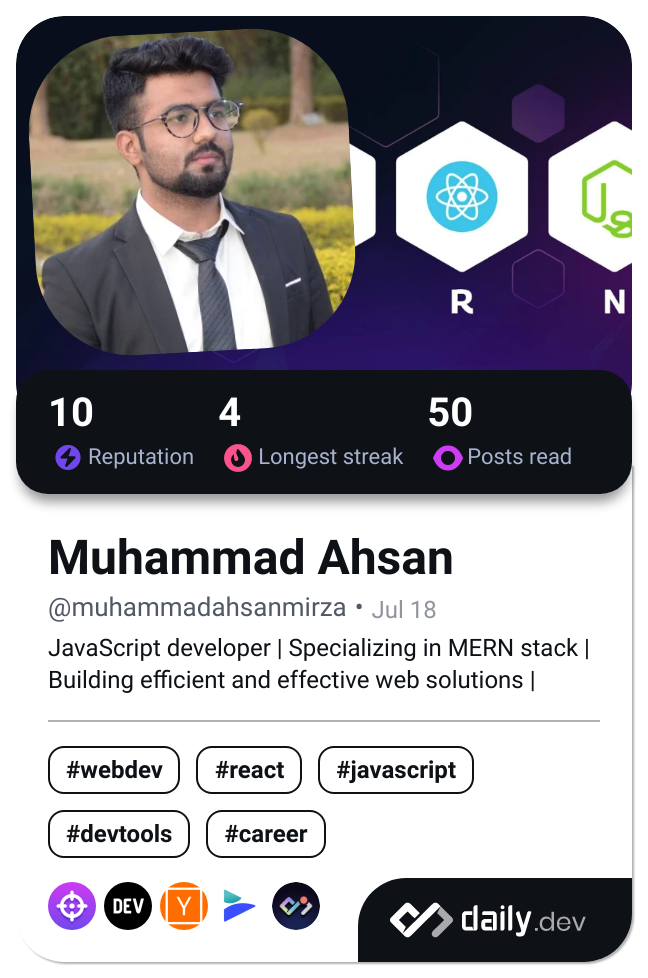 R N
10 4 50
Reputation Longest streak Posts read
Muhammad Ahsan
@muhammadahsanmirza • Jul 18
JavaScript developer | Specializing in MERN stack |
Building efficient and effective web solutions |
#webdev #react #javascript
#devtools #career
DEV Y daily.dev